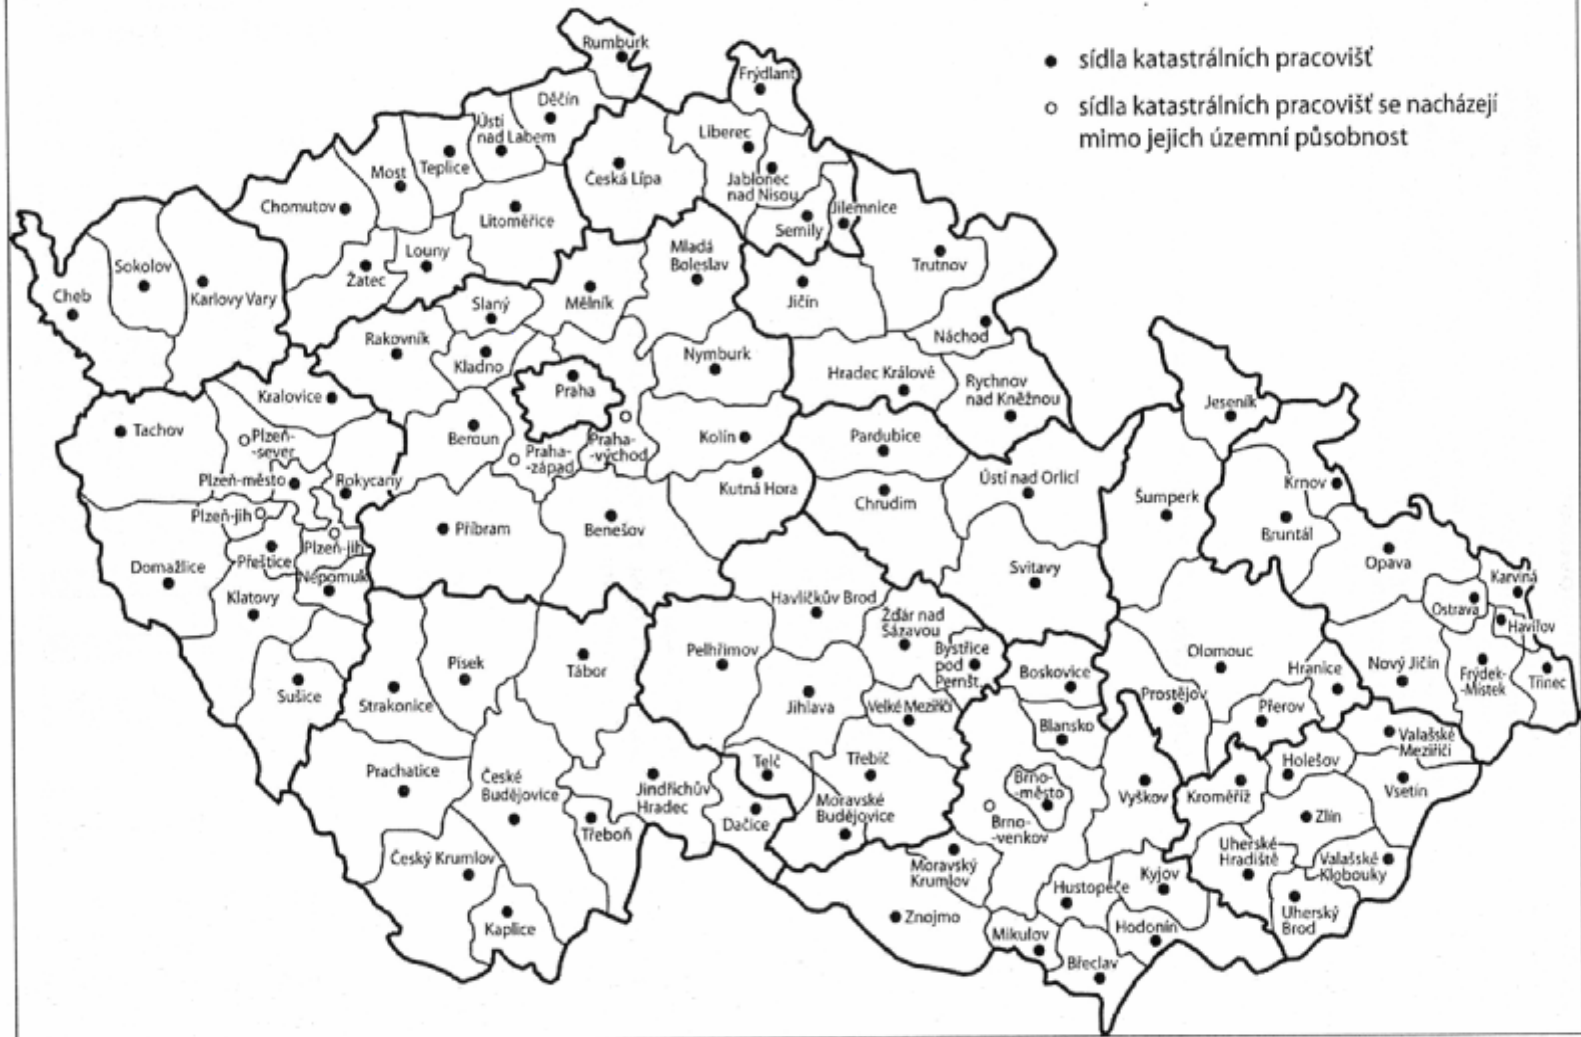 Rumburk
Frýdlant
Děčín
Ústí
nad Labem
Liberec
Teplice
Most
Česká Lípa
Jablonec
nad Nisou
Chomutov
Litoměřice
Jilemnice
Semily
Louny
Mladá
Boleslav
Trutnov
Sokolov
Žatec
Cheb
Karlovy Vary
Slaný
Mělník
Jičín
Náchod
Rakovník
Kladno
Nymburk
Hradec Králové
Rychnov
nad Kněžnou
Praha
Kralovice
Jeseník
Tachov
Plzeň-
-sever
Beroun
Praha-
-západ
Praha-
-východ
Kolín
Pardubice
Plzeň-město
Rokycany
Kutná Hora
Chrudim
Ústí nad Orlicí
Šumperk
Krnov
Plzeň-jih
Příbram
Benešov
Bruntál
Plzeň-jih
Přeštice
Domažlice
Nepomuk
Klatovy
Svitavy
Opava
Karviná
Ostrava
Havířov
Havlíčkův Brod
Žďár nad
Sázavou
Bystřice
pod
Pernšt.
Pelhřimov
Písek
Tábor
Boskovice
Olomouc
Hranice
Nový Jičín
Frýdek-
-Místek
Třinec
Sušice
Strakonice
Jihlava
Velké Meziříčí
Prostějov
Přerov
Blansko
Valašské
Meziříčí
Prachatice
České
Budějovice
Jindřichův
Hradec
Telč
Třebíč
Holešov
Brno-
-město
Vyškov
Kroměříž
Vsetín
Dačice
Moravské
Budějovice
Třeboň
Brno-
-venkov
Zlín
Český Krumlov
Moravský
Krumlov
Uherské
Hradiště
Valašské
Klobouky
Hustopeče
Kyjov
Kaplice
Znojmo
Mikulov
Hodonín
Uherský
Brod
Břeclav
sídla katastrálních pracovišť
sídla katastrálních pracovišť se nacházejí
mimo jejich územní působnost